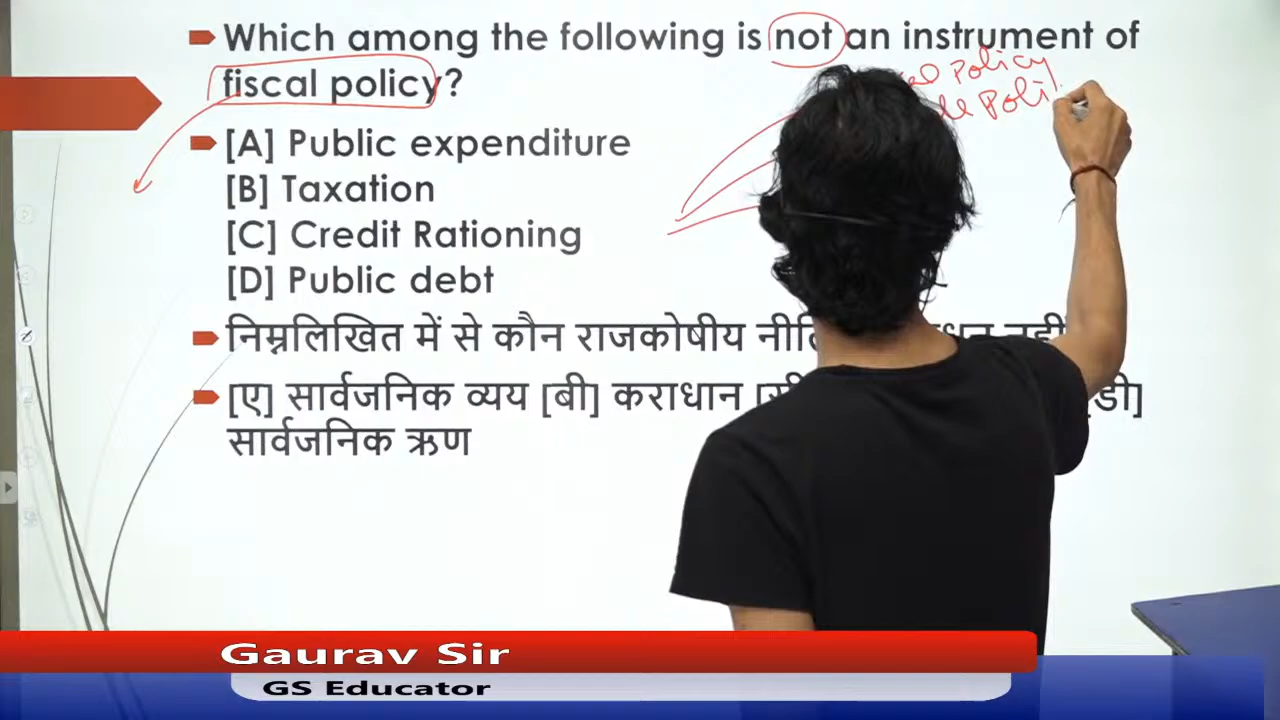 Which among the following is not an instrument of
fiscal policy?
Policy
[A] Public expenditure
[B] Taxation
[C] Credit Rationing
[D] Public debt
निम्नलिखित में से कौन राजकोषीय
[ए] सार्वजनिक व्यय [बी] कराधान डी]
सार्वजनिक ऋण
Gaurav Sir
GS Educator